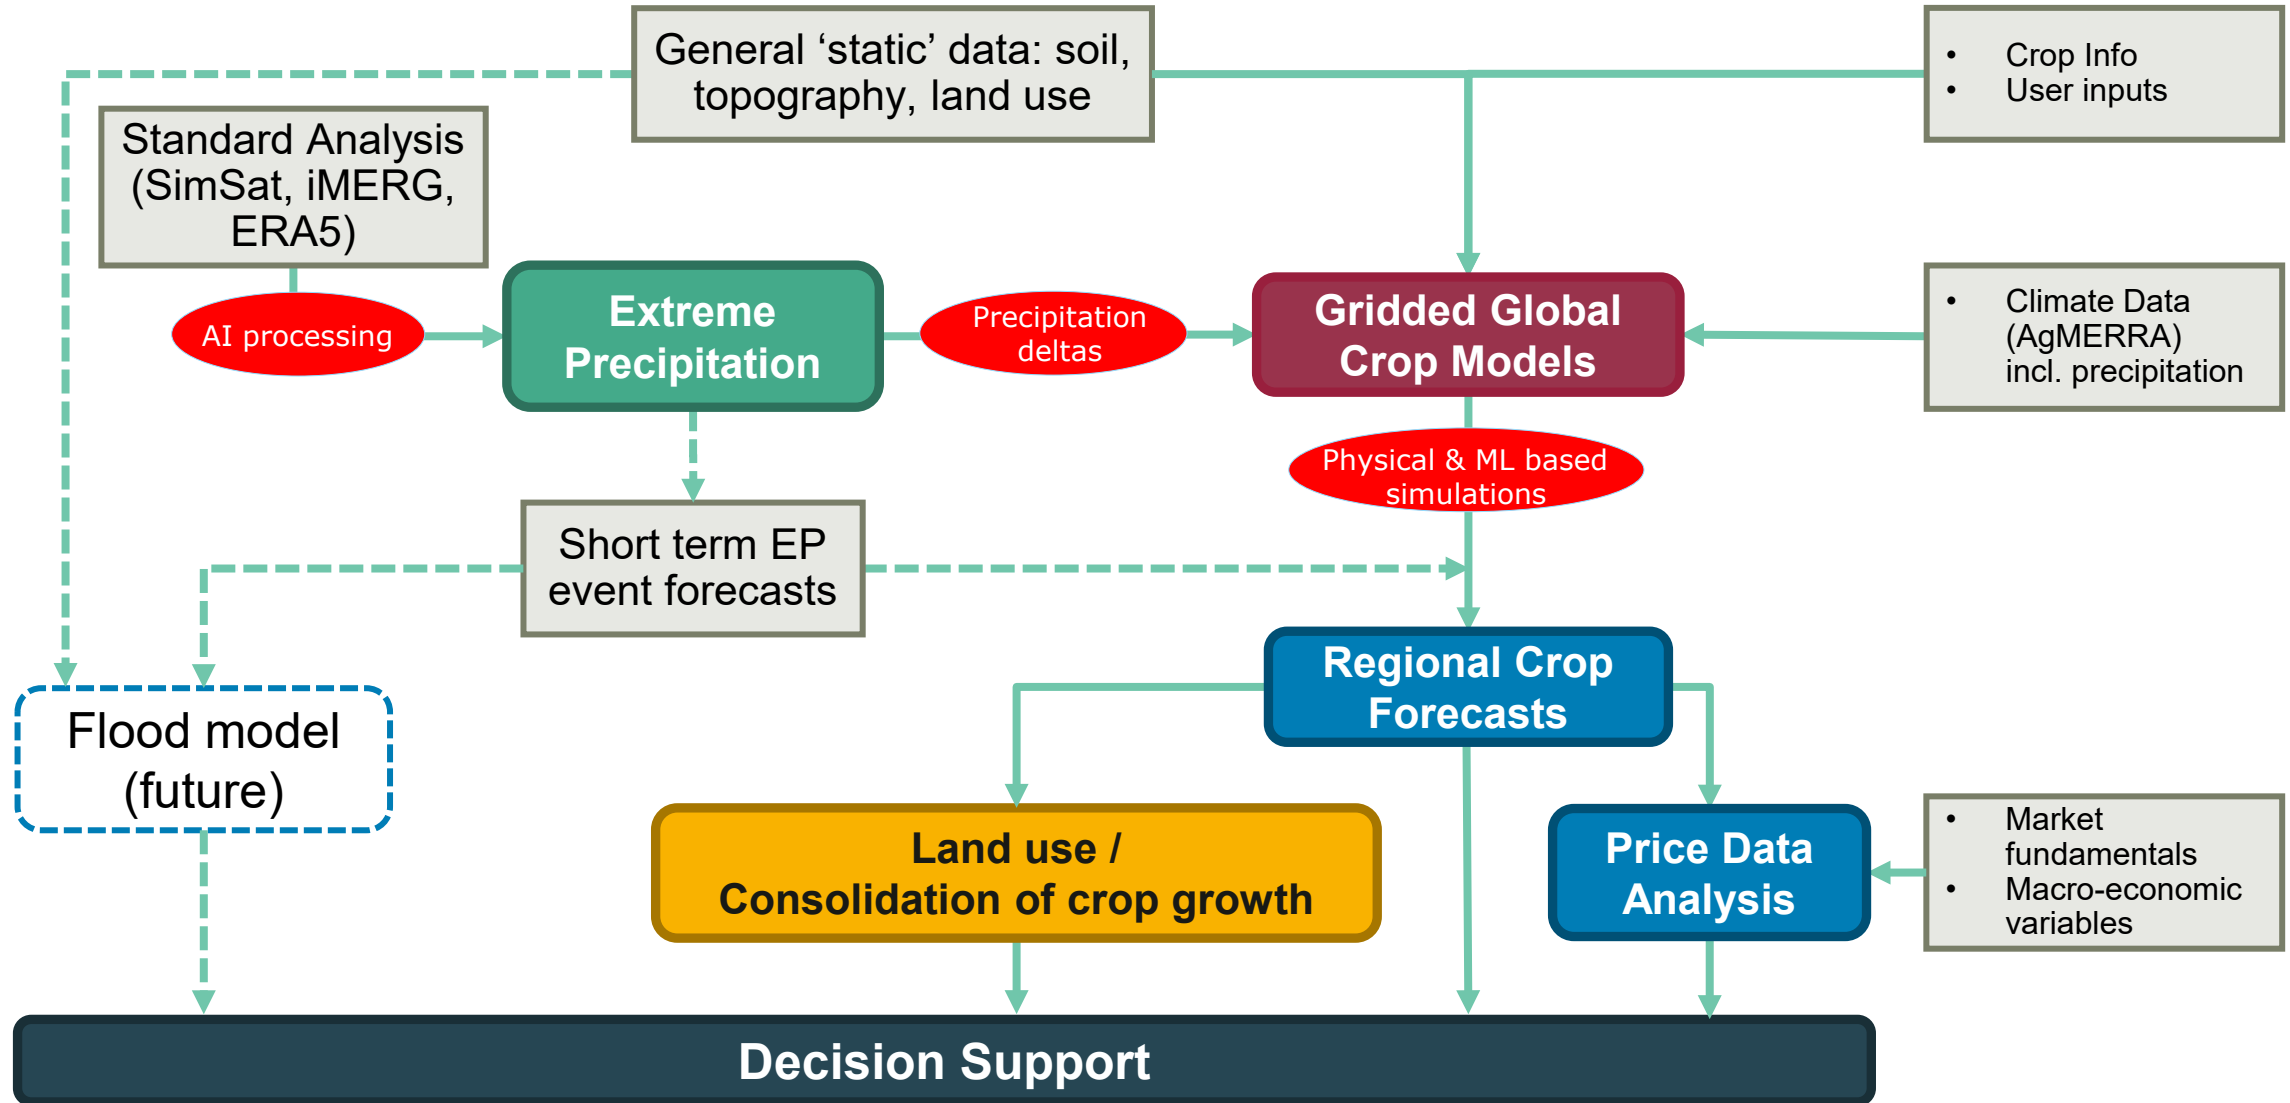 General ‘static’ data: soil,
topography, land use
• Crop Info
• User inputs
Standard Analysis
(SimSat, iMERG,
ERA5)
AI processing
Extreme
Precipitation
Precipitation
deltas
Gridded Global
Crop Models
• Climate Data
(AgMERRA)
incl. precipitation
Physical & ML based
simulations
Short term EP
event forecasts
Regional Crop
Forecasts
Flood model
(future)
Land use /
Consolidation of crop growth
Price Data
Analysis
• Market
fundamentals
• Macro-economic
variables
Decision Support